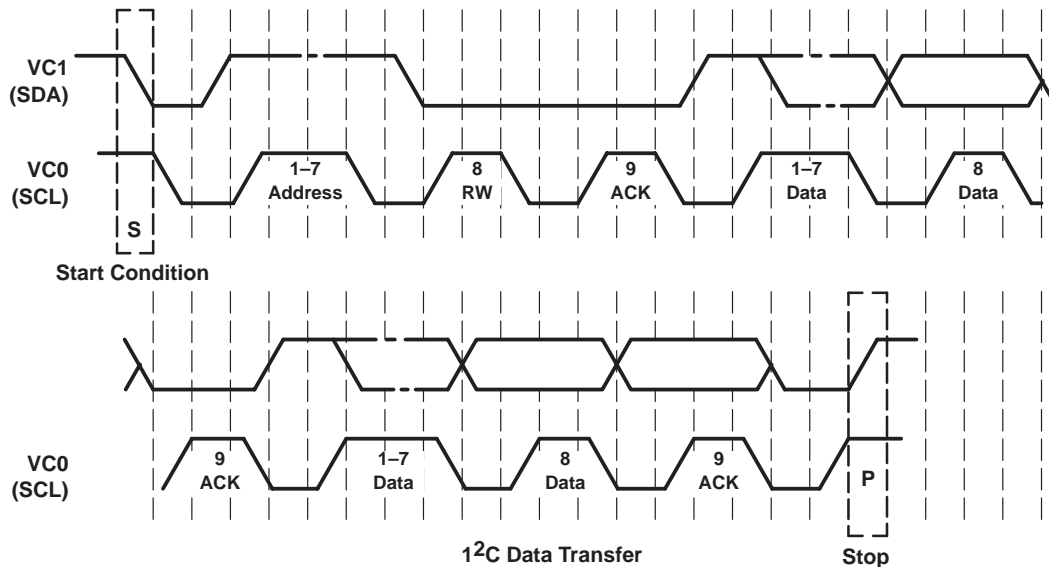 VC1
(SDA)
VC0
(SCL)
1–7
Address
8
RW
9
ACK
1–7
Data
8
Data
S
Start Condition
VC0
(SCL)
9
ACK
1–7
Data
8
Data
9
ACK
P
1²C Data Transfer
Stop